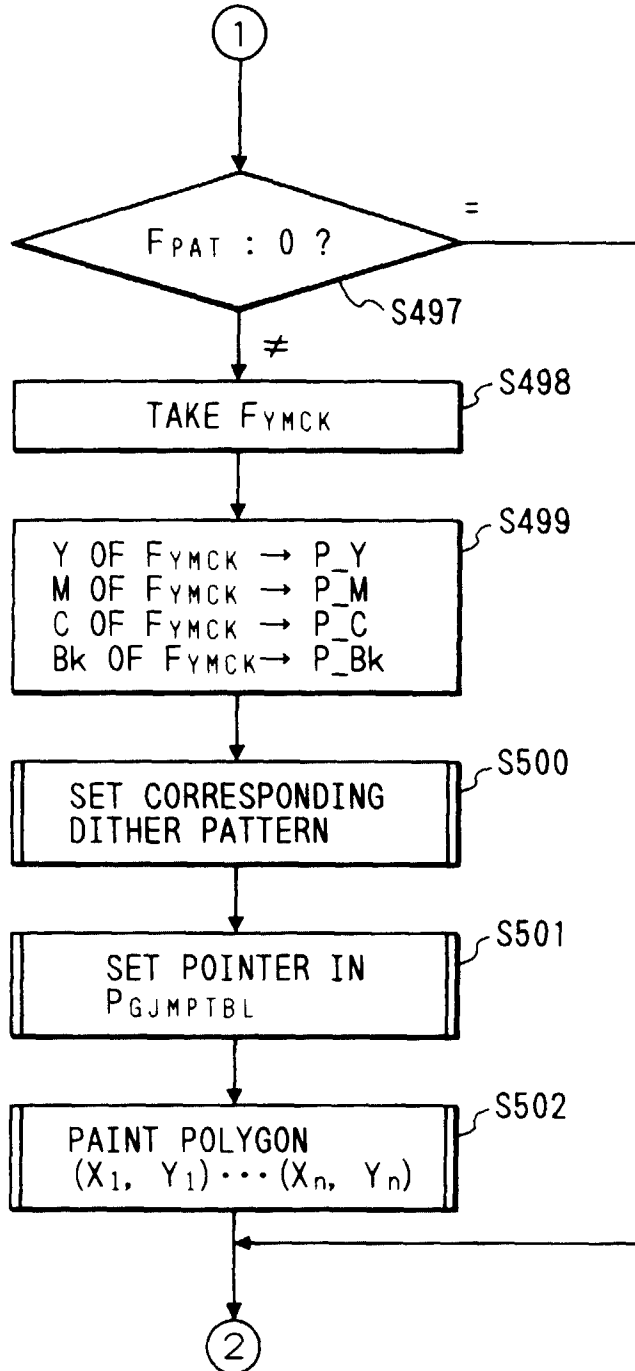 1
FPAT : 0 ?
=
S497
≠
S498
TAKE FYMCK
S499
Y OF FYMCK → P_Y
M OF FYMCK → P_M
C OF FYMCK → P_C
Bk OF FYMCK → P_Bk
S500
SET CORRESPONDING
DITHER PATTERN
S501
SET POINTER IN
PGJMPTBL
S502
PAINT POLYGON
(X1, Y1)···(Xn, Yn)
2